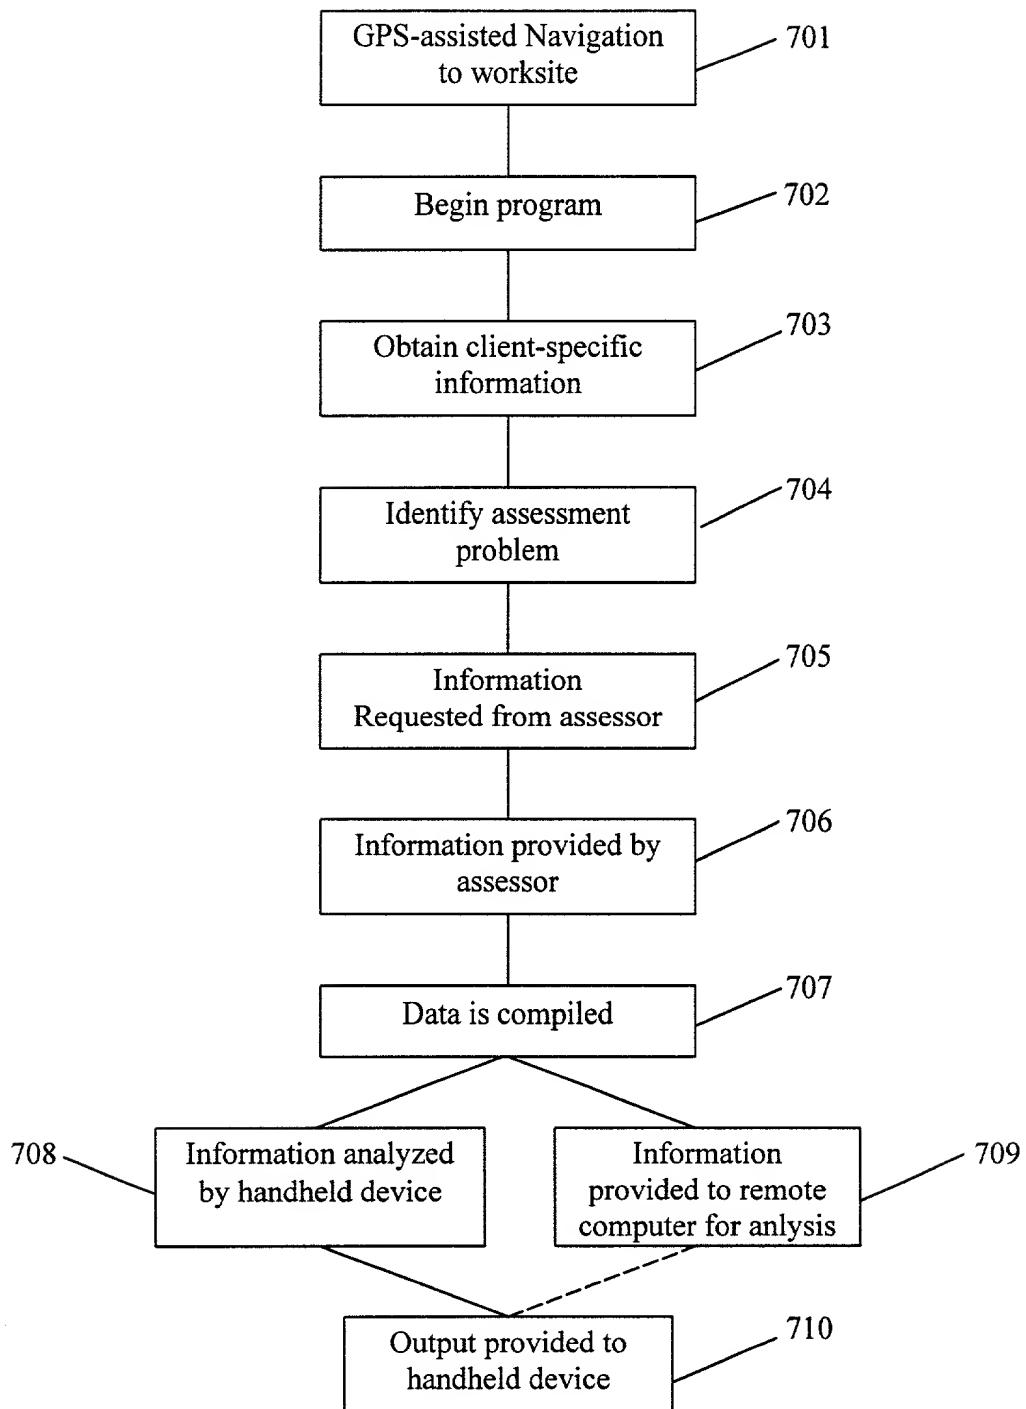 GPS-assisted Navigation
to worksite
701
Begin program
702
Obtain client-specific
information
703
Identify assessment
problem
704
Information
Requested from assessor
705
Information provided by
assessor
706
Data is compiled
707
708
Information analyzed
by handheld device
Information
provided to remote
computer for anlysis
709
Output provided to
handheld device
710